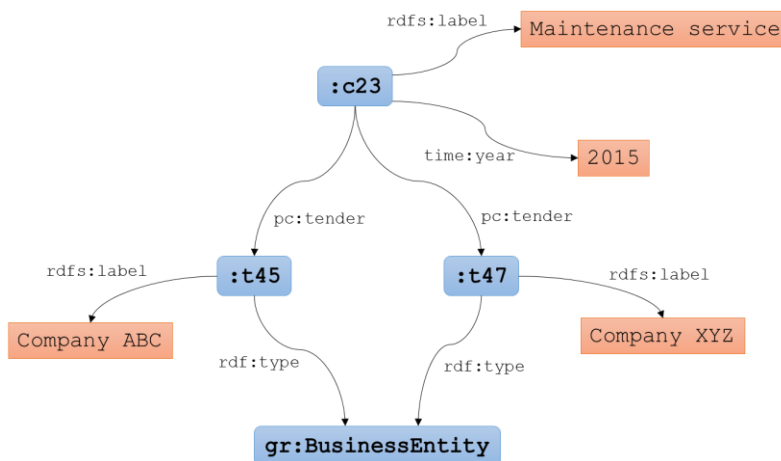 rdfs:label
Maintenance service
:c23
time:year
2015
pc:tender
pc:tender
rdfs:label
:t45
:t47
rdfs:label
Company ABC
Company XYZ
rdf:type
rdf:type
gr:BusinessEntity